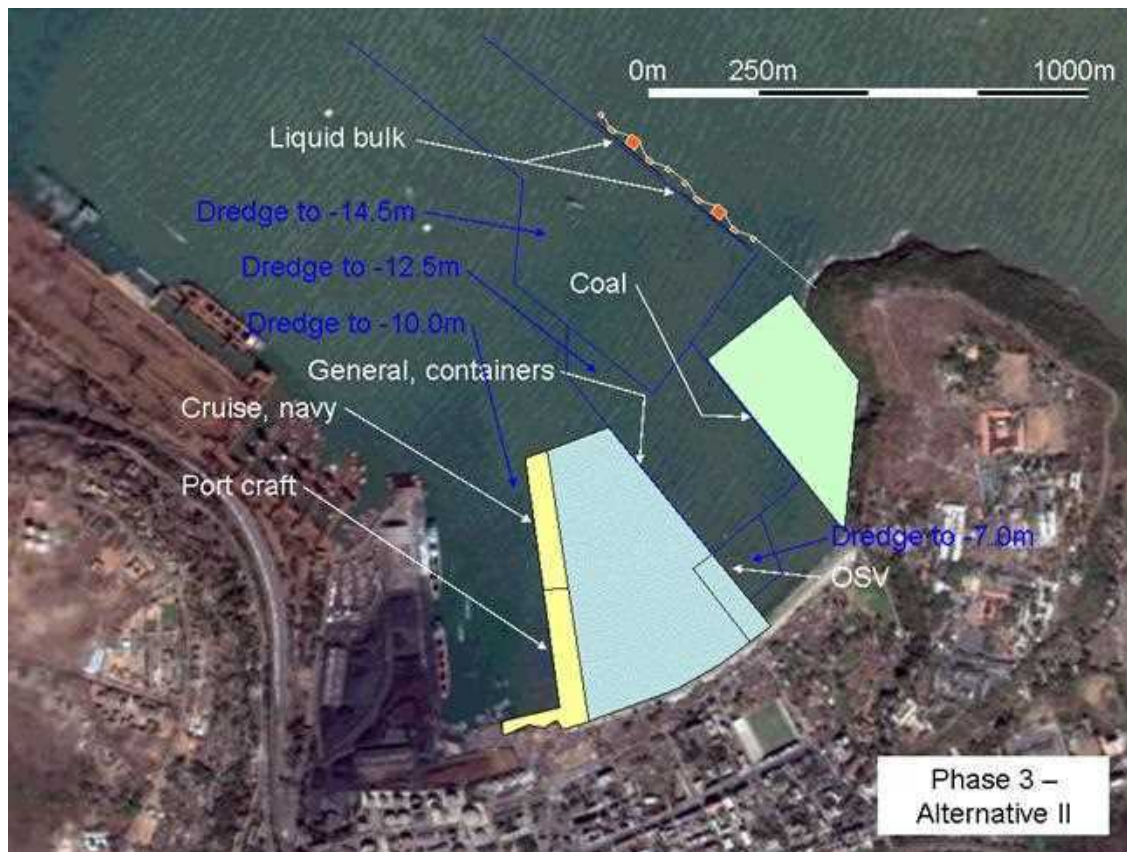 0m 250m 1000m
Liquid bulk
Dredge to -14.5m
Dredge to -12.5m
Coal
Dredge to -10.0m
General, containers
Cruise, navy
Port craft
Dredge to -7.0m
OSV
Phase 3 –
Alternative II